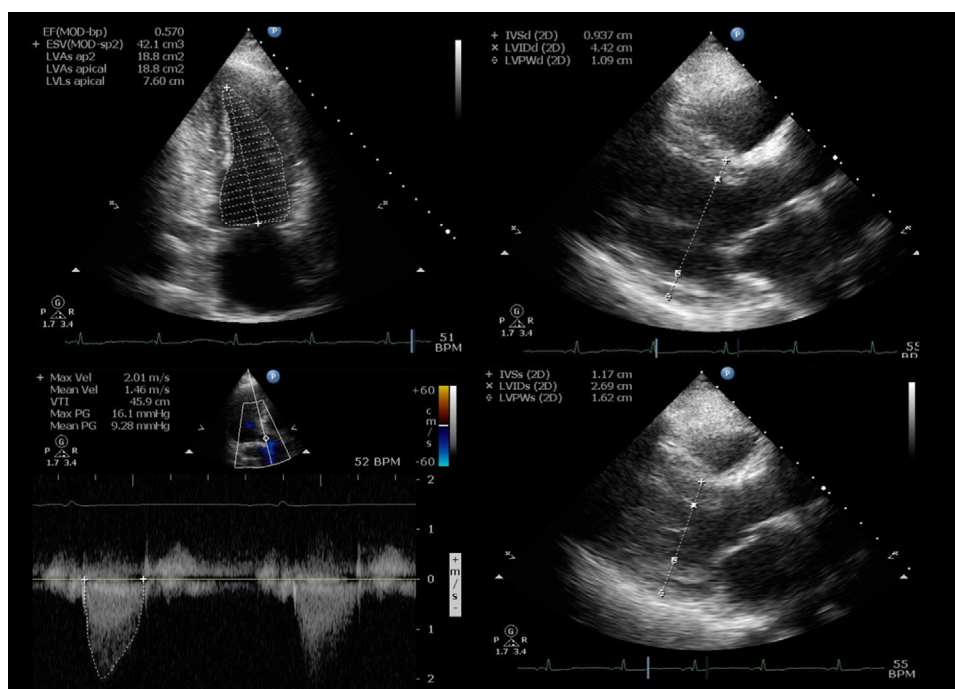 EF(MOD-bp) 0.570
+ ESV(MOD-sp2) 42.1 cm3
LVAs ap2 18.8 cm2
LVAs apical 18.8 cm2
LVLs apical 7.60 cm
P
G
P R
1.7 3.4
51
BPM
+ IVSd (2D) 0.937 cm
× LVIDd (2D) 4.42 cm
LVPWd (2D) 1.09 cm
P
G
P R
1.7 3.4
+ Max Vel 2.01 m/s
Mean Vel 1.46 m/s
VTI 45.9 cm
Max PG 16.1 mmHg
Mean PG 9.28 mmHg
P
G
P R
1.7 3.4
+60
c
m
/
s
-60
52 BPM
2
1
0
1
2
+
m
/
s
-
+ IVSs (2D) 1.17 cm
× LVIDs (2D) 2.69 cm
LVPWs (2D) 1.62 cm
P
G
P R
1.7 3.4
55
BPM